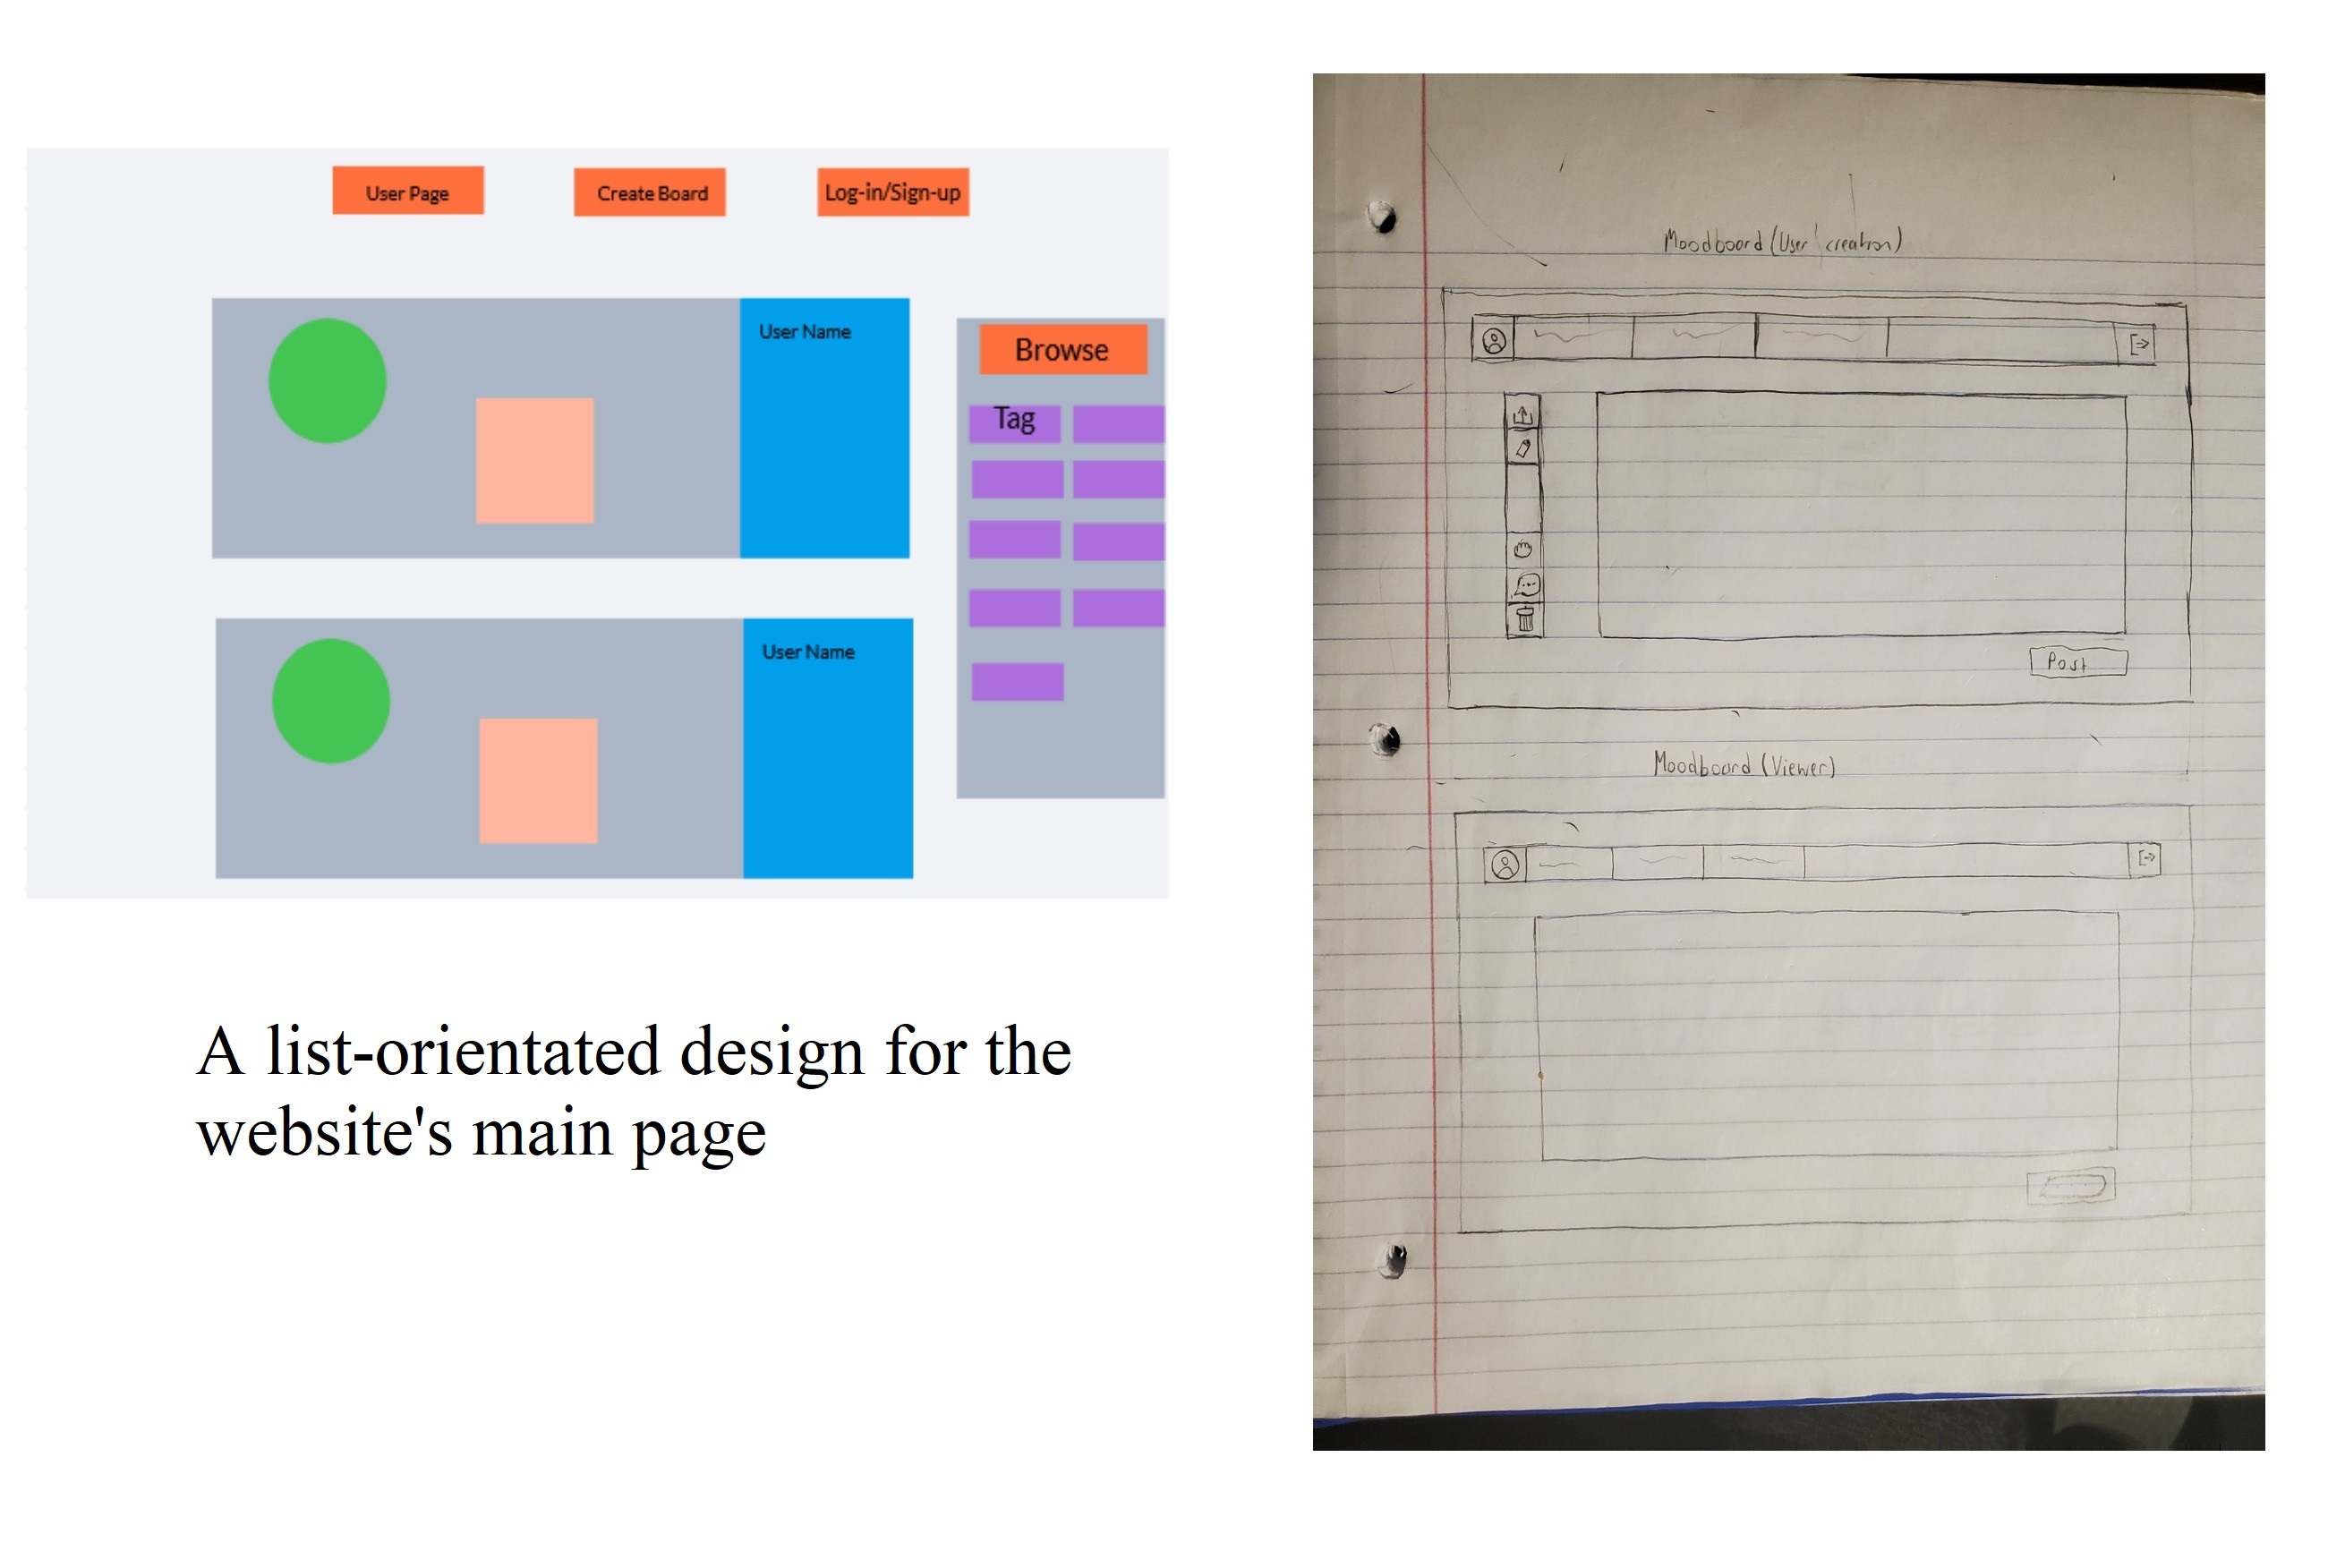 User Page
Create Board
Log-in/Sign-up
User Name
Browse
Tag
User Name
A list-orientated design for the
website's main page
Moodboard (User creation)
Post
Moodboard (Viewer)